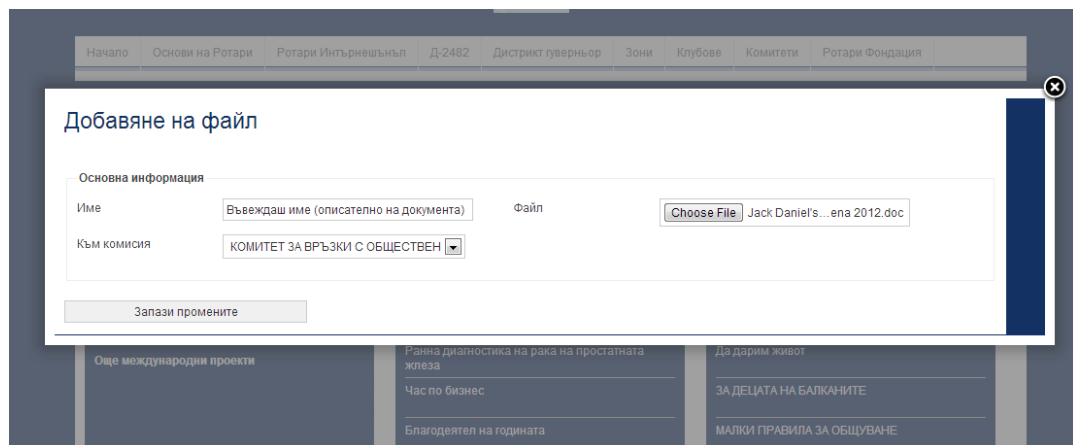 Начало Основи на Ротари Ротари Интърнешънъл Д-2482 Дистрикт гуверньор Зони Клубове Комитети Ротари Фондация
Добавяне на файл
Основна информация
Име Въвеждаш име (описателно на документа) Файл Choose File Jack Daniel's...ena 2012.doc
Към комисия КОМИТЕТ ЗА ВРЪЗКИ С ОБЩЕСТВЕН
Запази промените
Още международни проекти
Ранна диагностика на рака на простатната
жлеза
Час по бизнес
Благодеятел на годината
Да дарим живот
ЗА ДЕЦАТА НА БАЛКАНИТЕ
МАЛКИ ПРАВИЛА ЗА ОБЩУВАНЕ